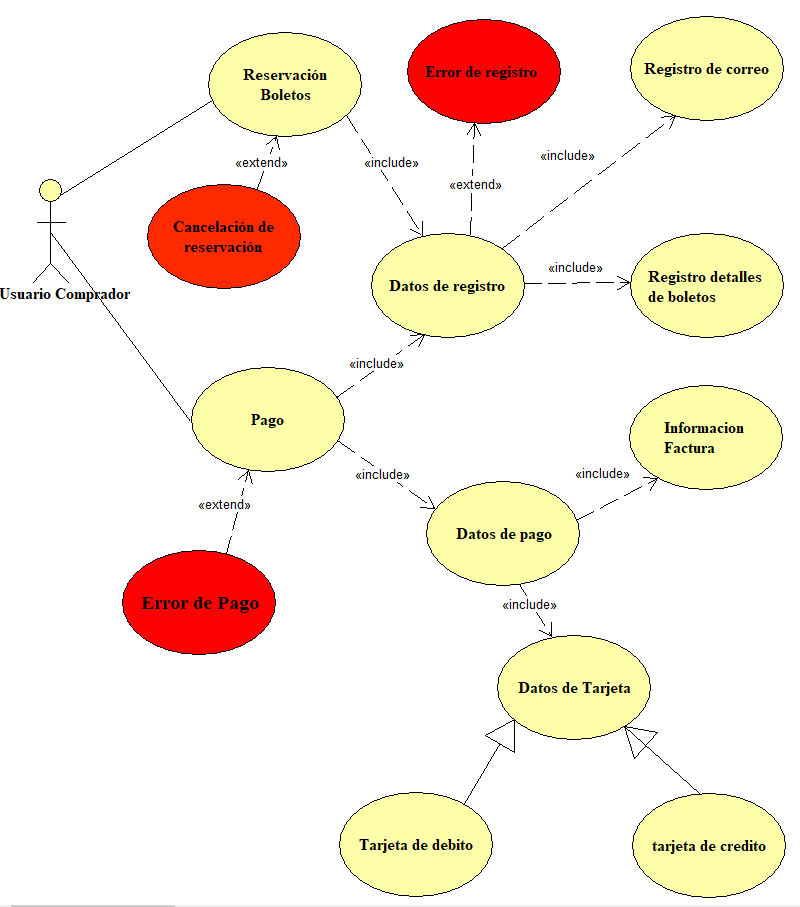 Reservación
Boletos
Error de registro
Registro de correo
«extend»
«include»
«include»
«extend»
Cancelación de
reservación
Usuario Comprador
Datos de registro
«include»
Registro detalles
de boletos
«include»
Pago
Informacion
Factura
«include»
«include»
«extend»
Datos de pago
Error de Pago
«include»
Datos de Tarjeta
Tarjeta de debito
tarjeta de credito